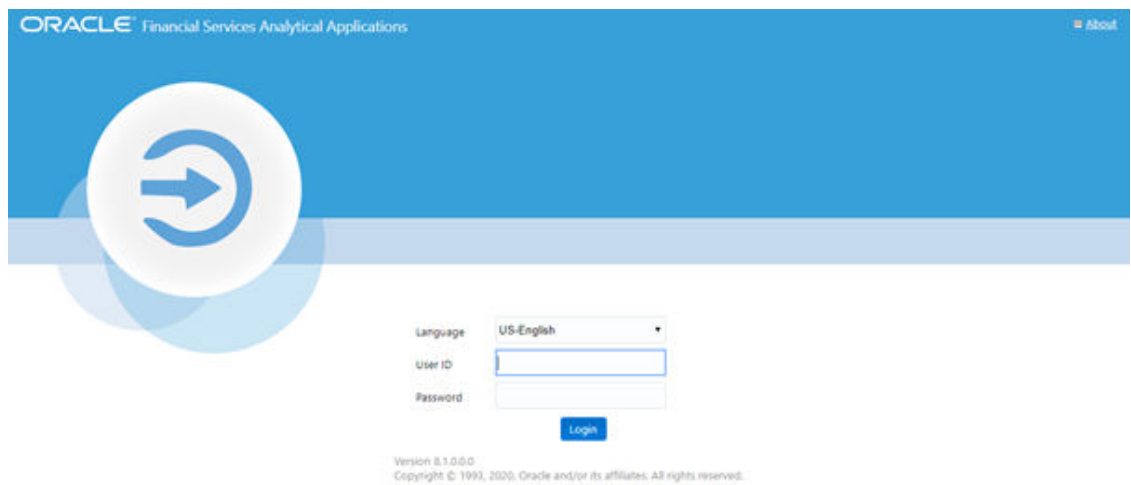 ORACLE® Financial Services Analytical Applications
About
Language US-English
User ID
Password
Login
Version 8.1.0.0.0
Copyright © 1993, 2020, Oracle and/or its affiliates. All rights reserved.